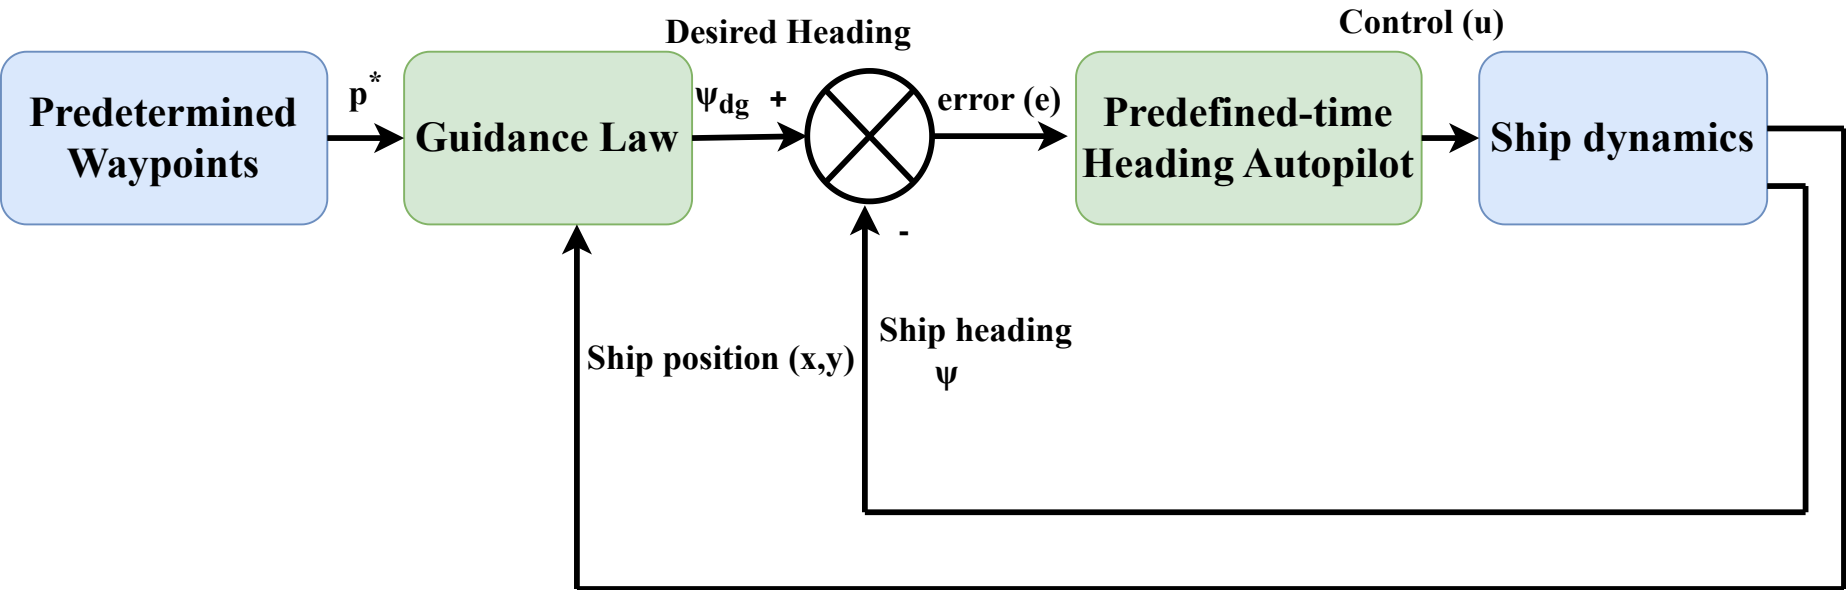 Predetermined
Waypoints
p*
Guidance Law
Desired Heading
ψdg +
-
error (e)
Predefined-time
Heading Autopilot
Control (u)
Ship dynamics
Ship heading
ψ
Ship position (x,y)